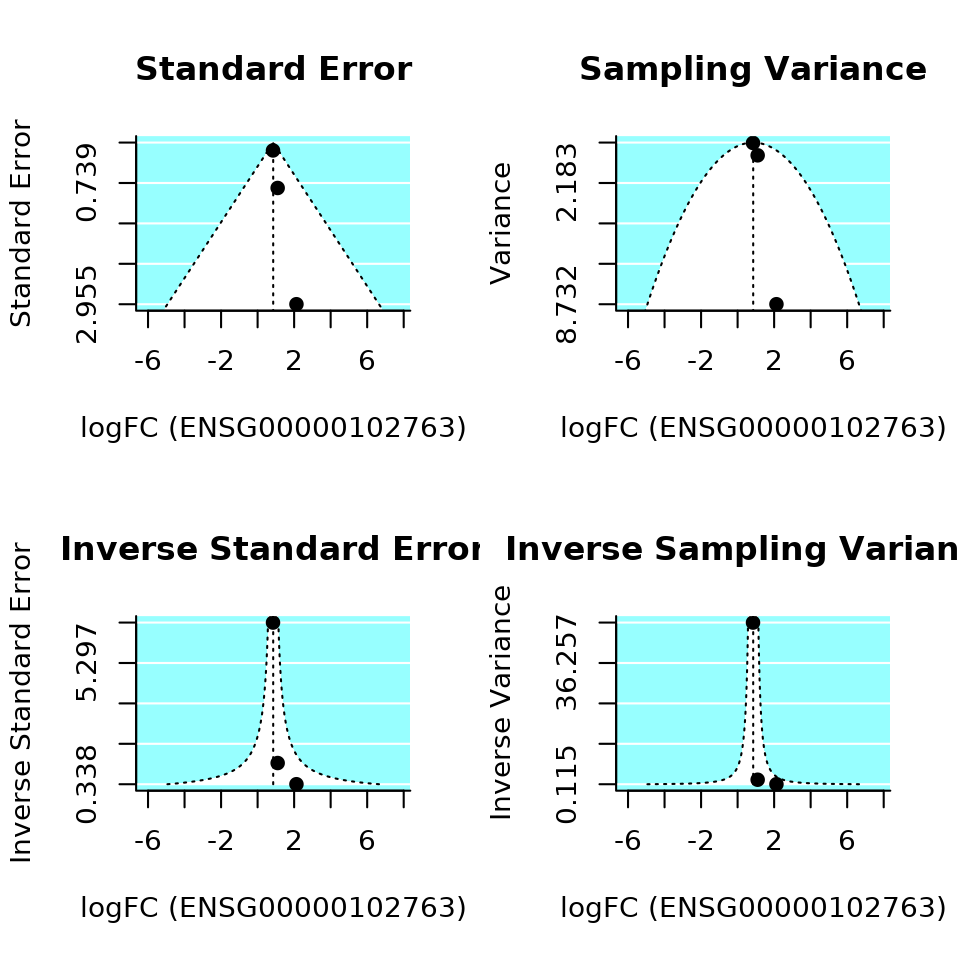 Standard Error
Standard Error
0.739
2.955
-6 -2 2 6
logFC (ENSG00000102763)
Sampling Variance
Variance
2.183
8.732
-6 -2 2 6
logFC (ENSG00000102763)
Inverse Standard Error
Inverse Standard Error
5.297
0.338
-6 -2 2 6
logFC (ENSG00000102763)
Inverse Sampling Varian
Inverse Variance
36.257
0.115
-6 -2 2 6
logFC (ENSG00000102763)